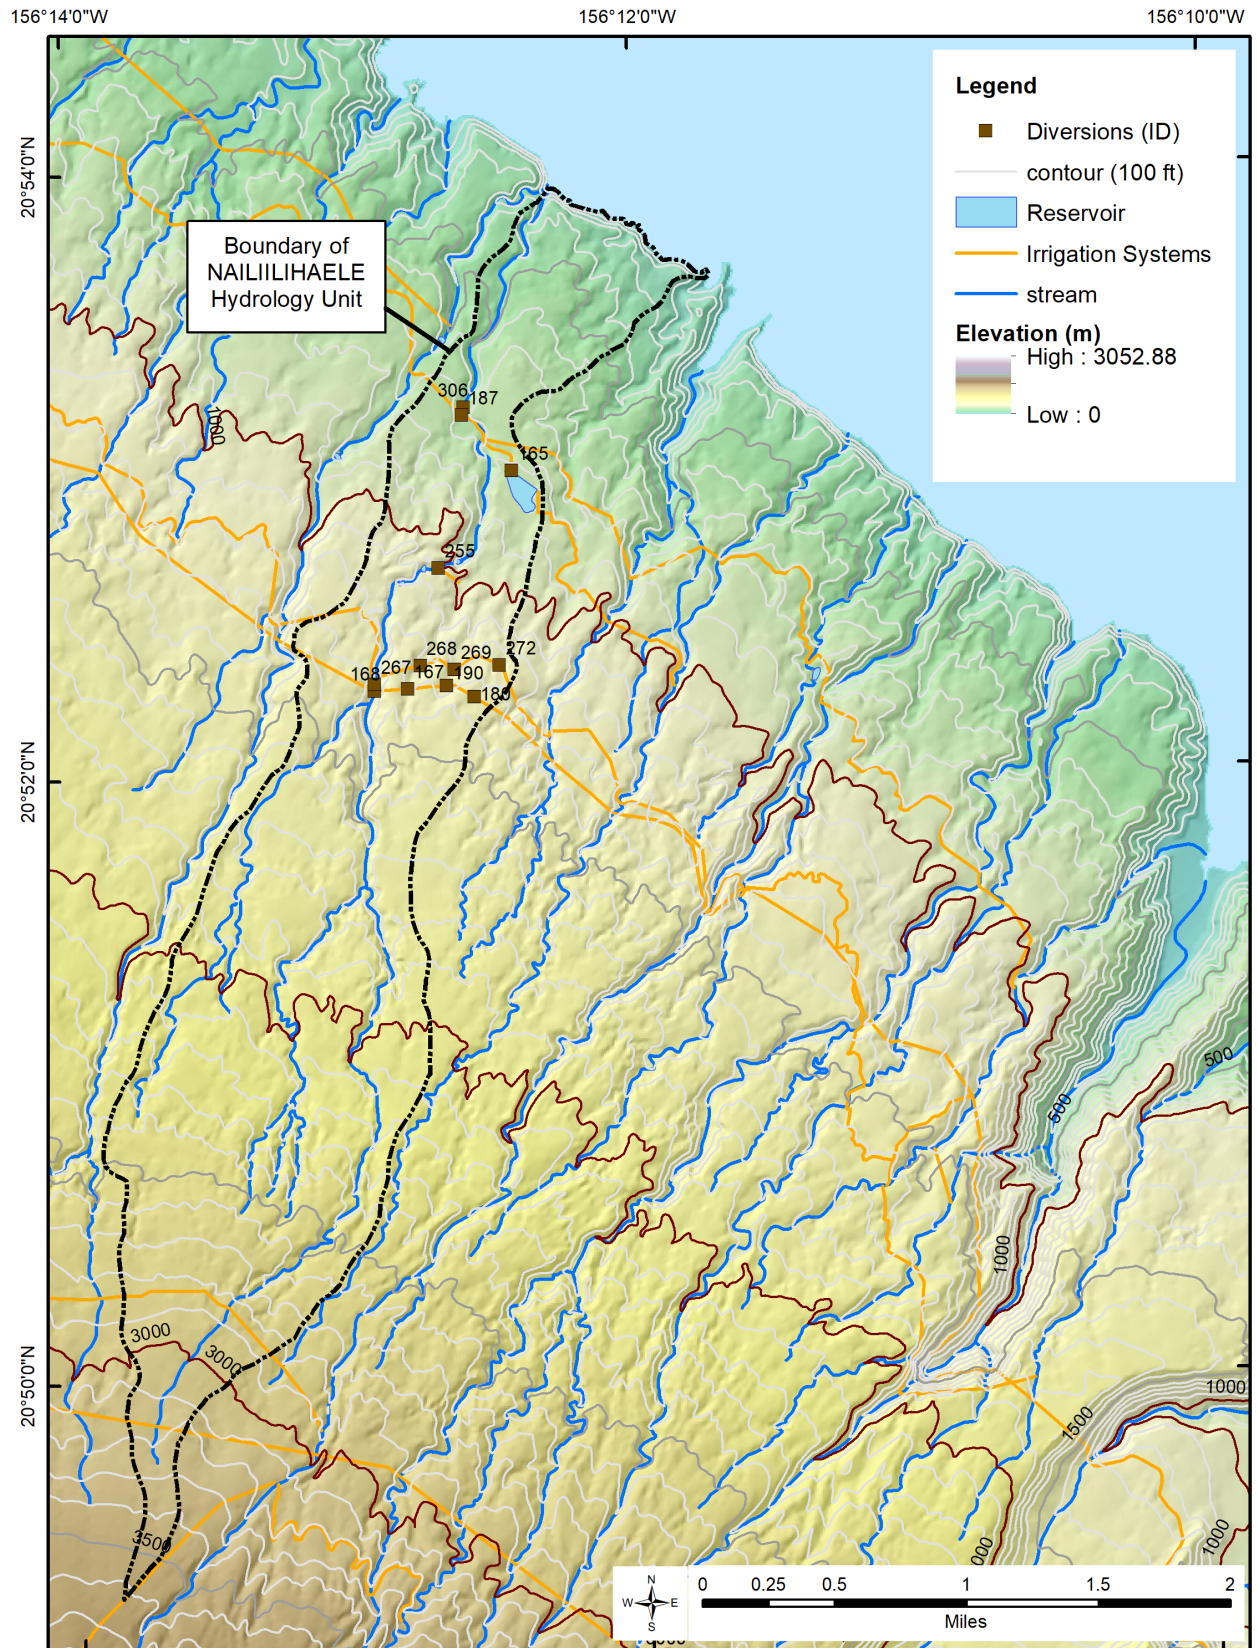 156°14'0"W
156°12'0"W
156°10'0"W
Legend
Diversions (ID)
contour (100 ft)
Reservoir
Irrigation Systems
stream
Elevation (m)
High : 3052.88
Low : 0
20°54'0"N
Boundary of
NAILIILIHAELE
Hydrology Unit
306
187
1000
165
255
268
269
272
168
267
167
190
189
20°52'0"N
500
500
1000
3000
3000
20°50'0"N
1000
1500
3500
1000
N
W
E
S
0
0.25
0.5
1
1.5
2
Miles